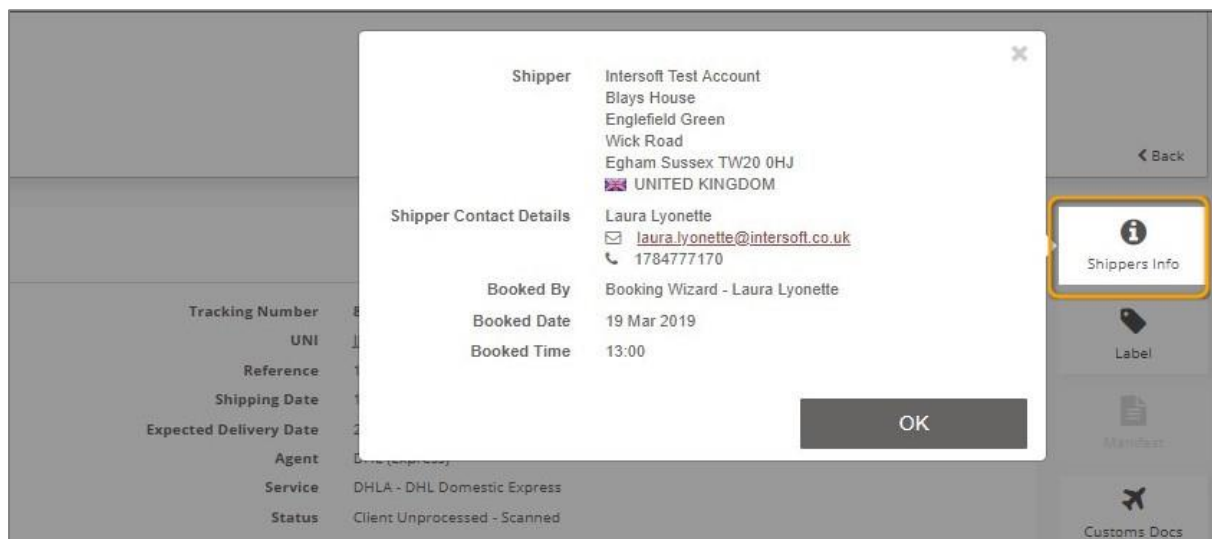 Shipper Intersoft Test Account
Blays House
Englefield Green
Wick Road
Egham Sussex TW20 0HJ
UNITED KINGDOM
Shipper Contact Details Laura Lyonette
laura.lyonette@intersoft.co.uk
1784777170
Booked By Booking Wizard - Laura Lyonette
Booked Date 19 Mar 2019
Booked Time 13:00
OK
Back
Shippers Info
Label
Manifest
Customs Docs
Tracking Number
UNI
Reference
Shipping Date
Expected Delivery Date
Agent
Service DHLA - DHL Domestic Express
Status Client Unprocessed - Scanned